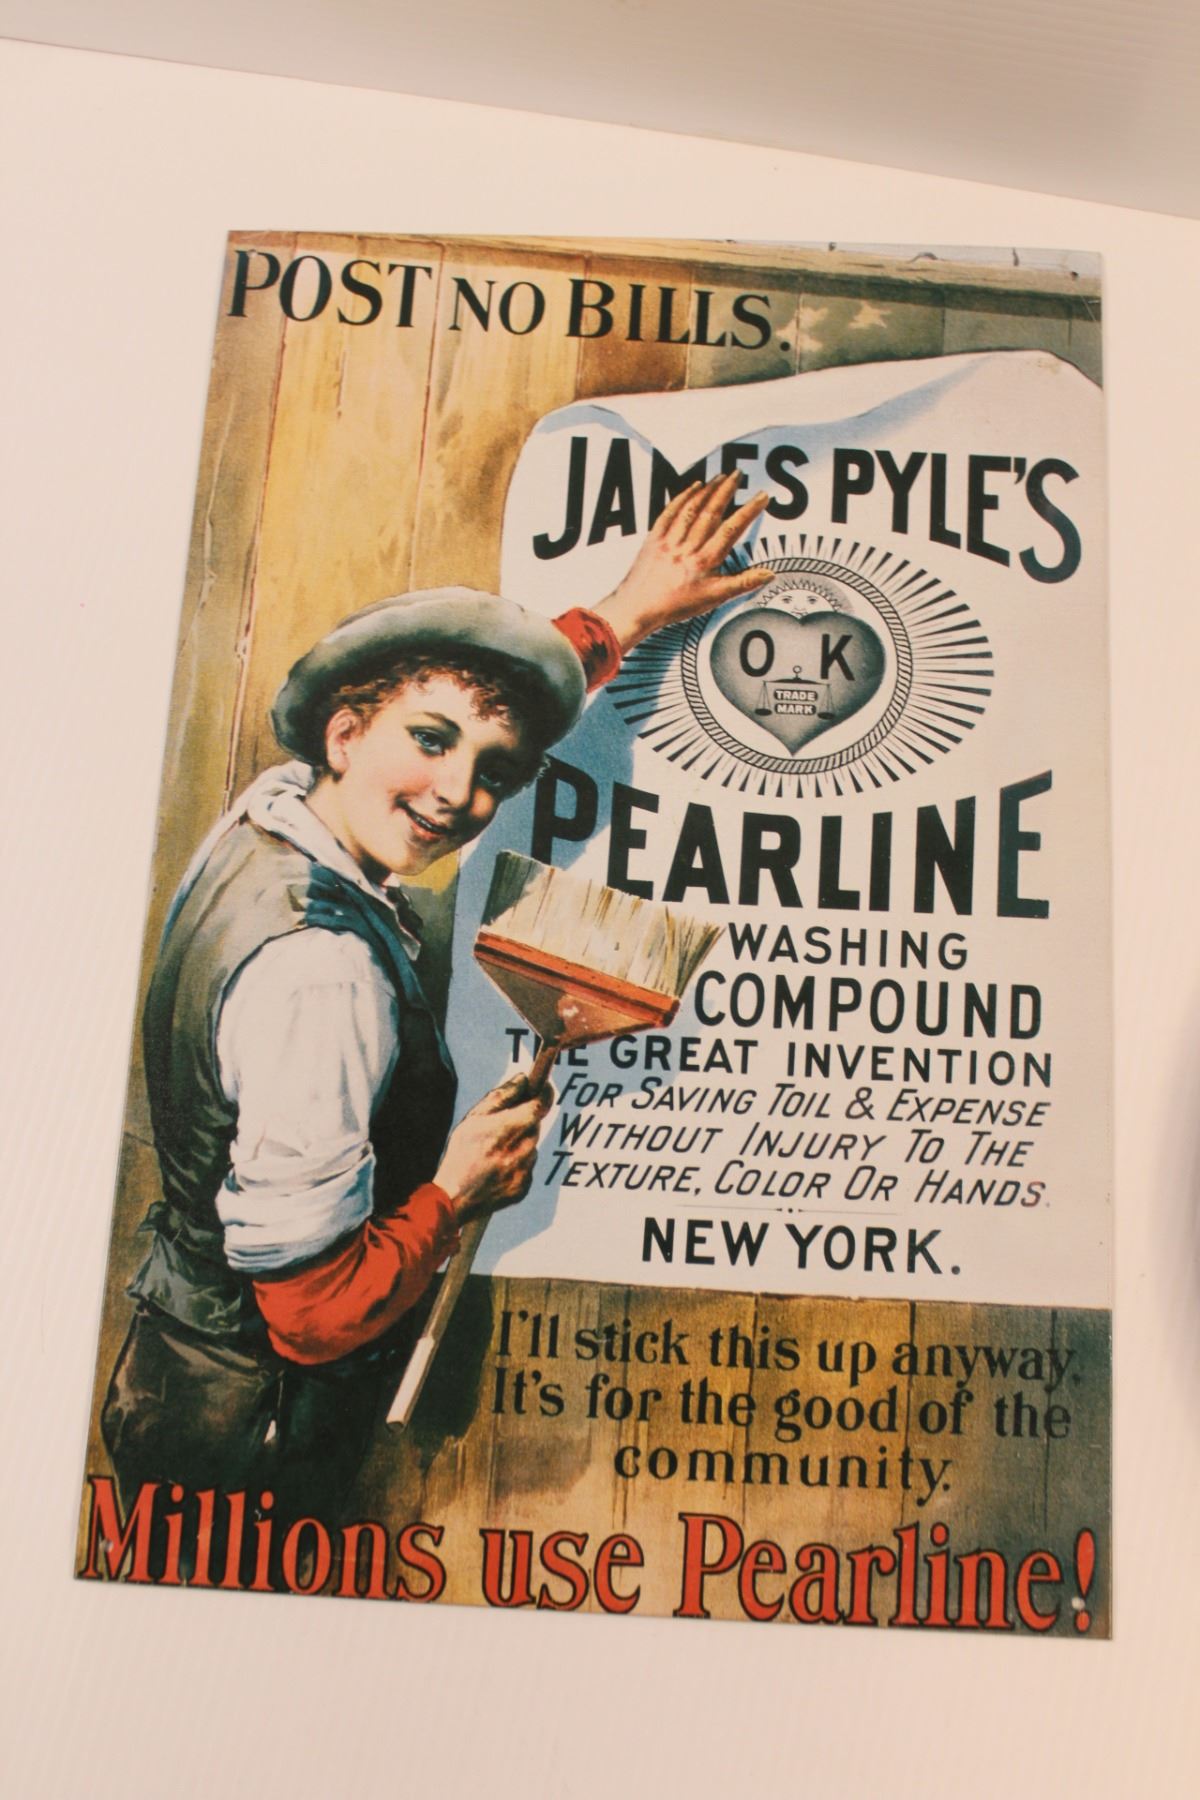 POST NO BILLS.
JAMES PYLE'S
O K
TRADE
MARK
PEARLINE
WASHING
COMPOUND
THE GREAT INVENTION
FOR SAVING TOIL & EXPENSE
WITHOUT INJURY TO THE
TEXTURE, COLOR OR HANDS.
NEW YORK.
I'll stick this up anyway.
It's for the good of the
community.
Millions use Pearline!